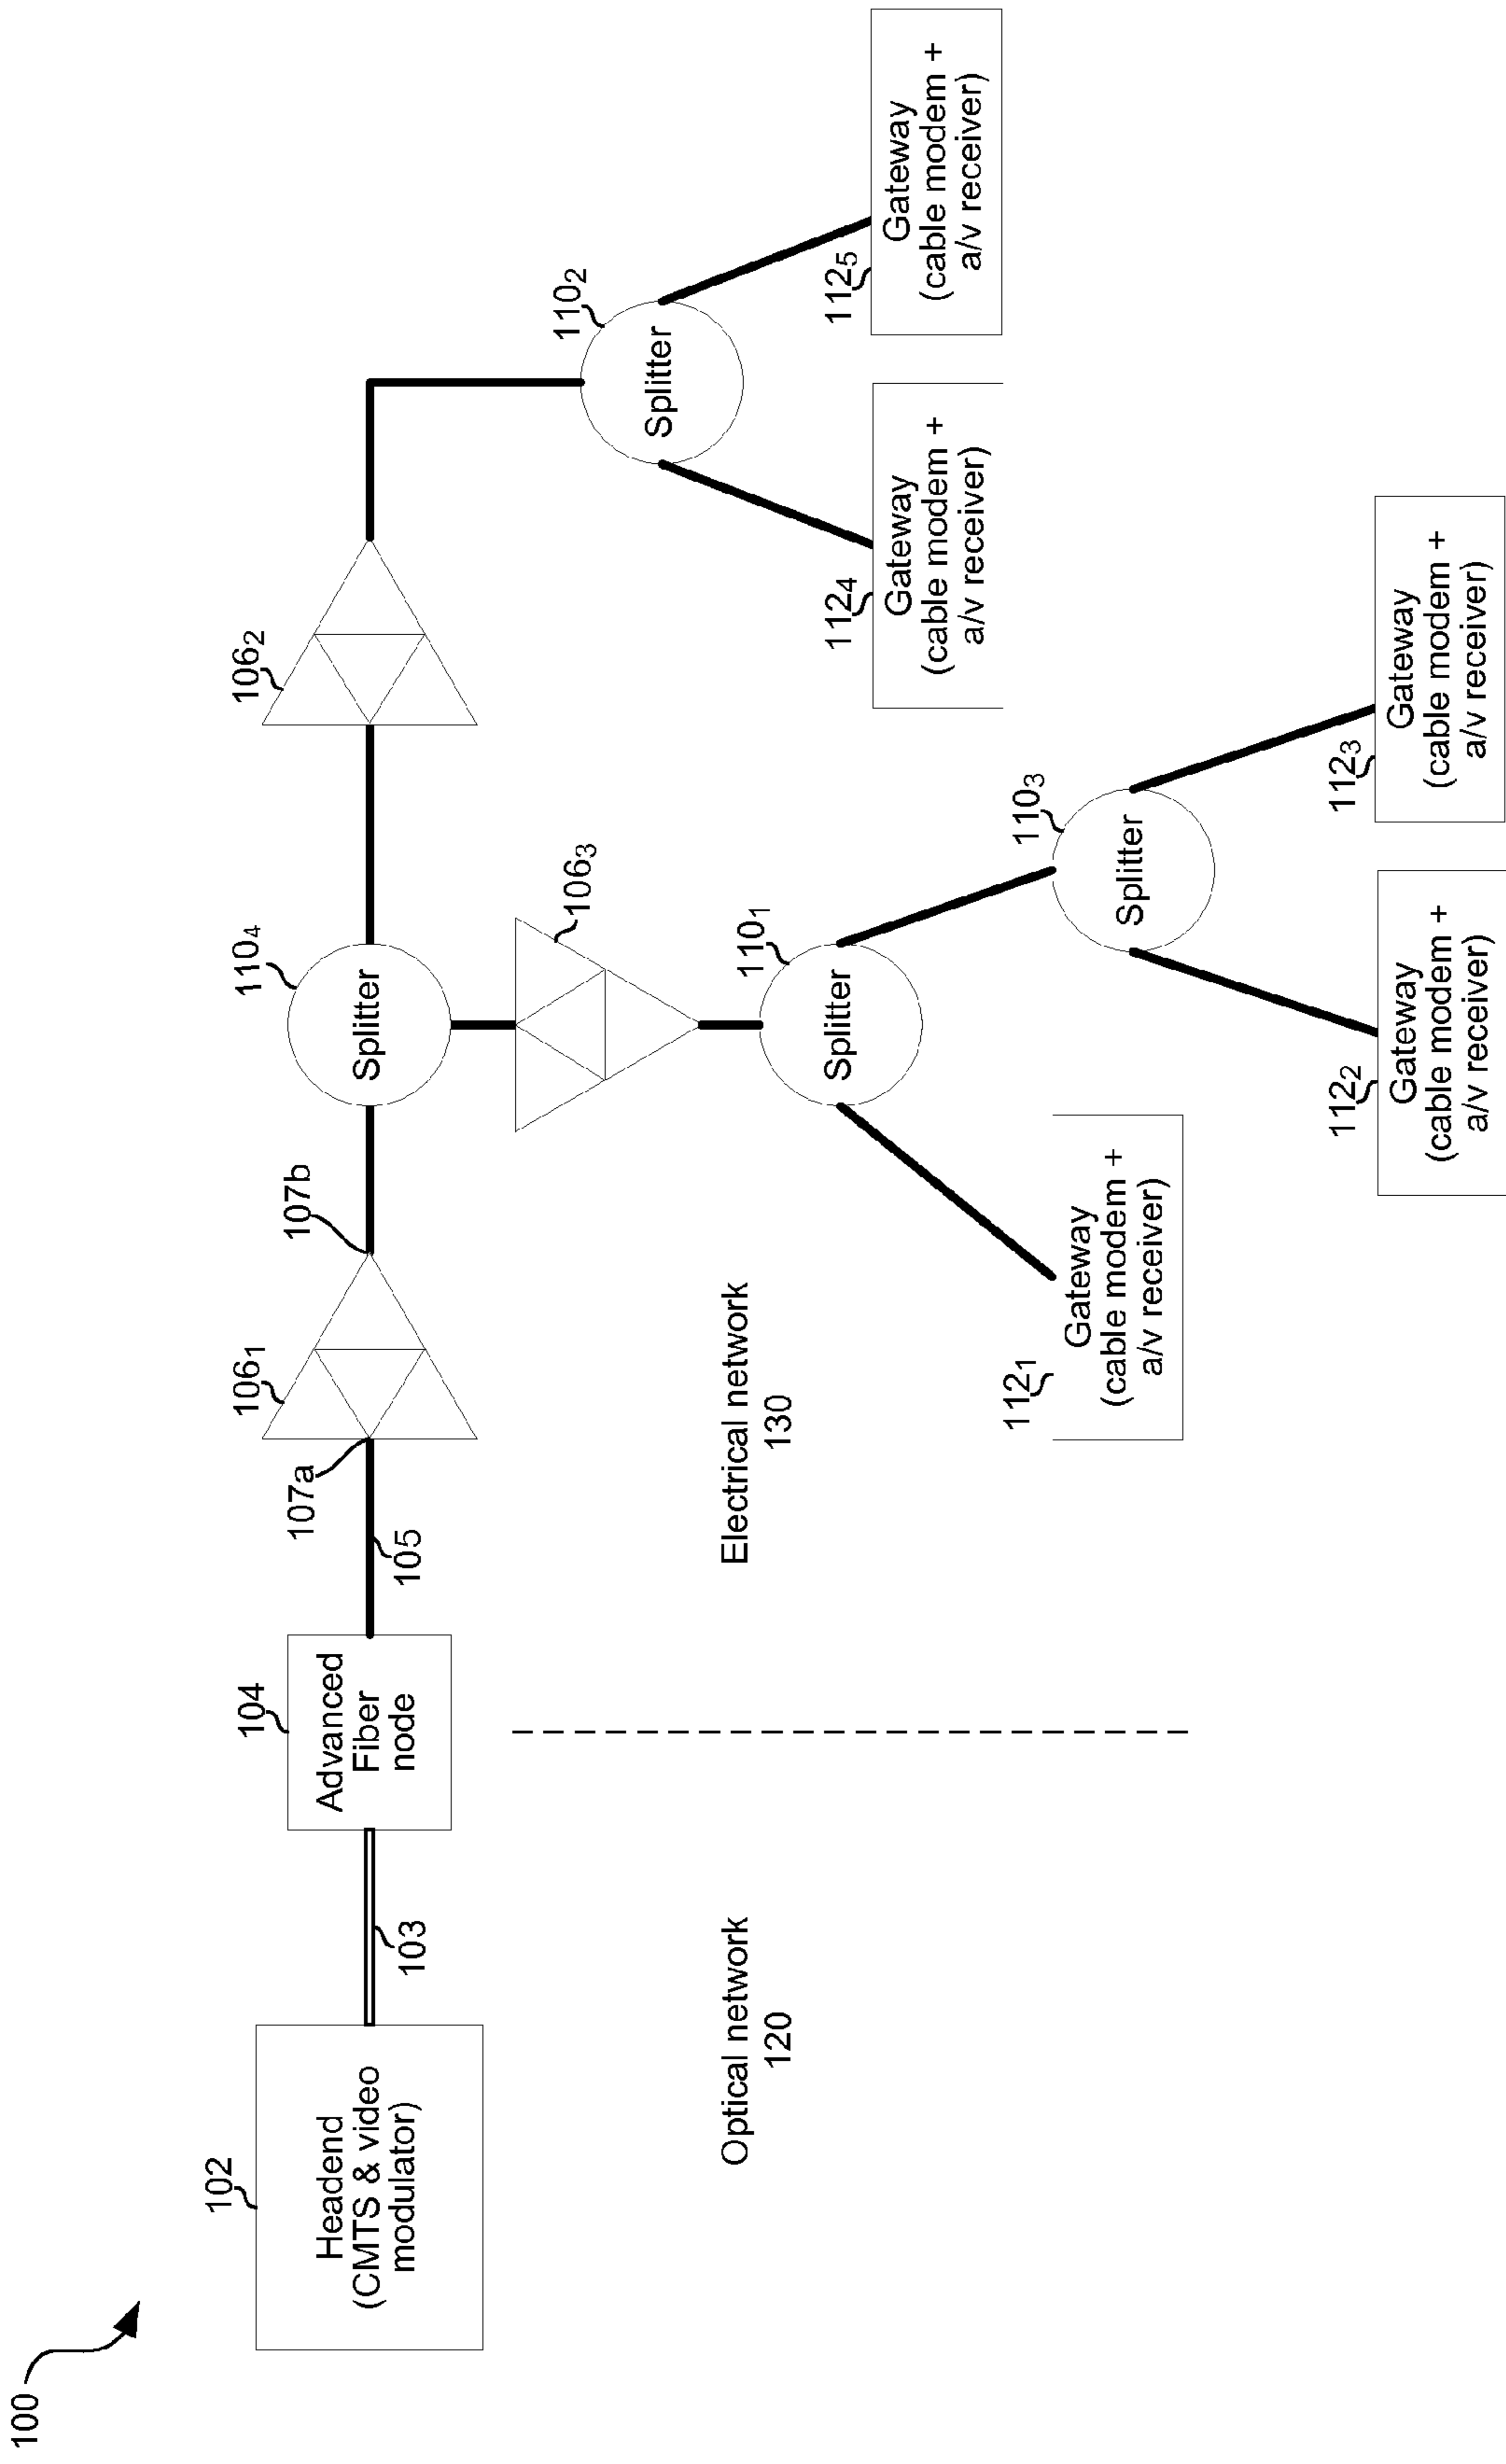 100
102
Headend
(CMTS & video
modulator)
103
104
Advanced
Fiber
node
105
107a
106₁
107b
110₄
Splitter
106₂
106₃
110₂
Splitter
110₁
Splitter
110₃
Splitter
112₁
Gateway
(cable modem +
a/v receiver)
112₂
Gateway
(cable modem +
a/v receiver)
112₃
Gateway
(cable modem +
a/v receiver)
112₄
Gateway
(cable modem +
a/v receiver)
112₅
Gateway
(cable modem +
a/v receiver)
Optical network
120
Electrical network
130